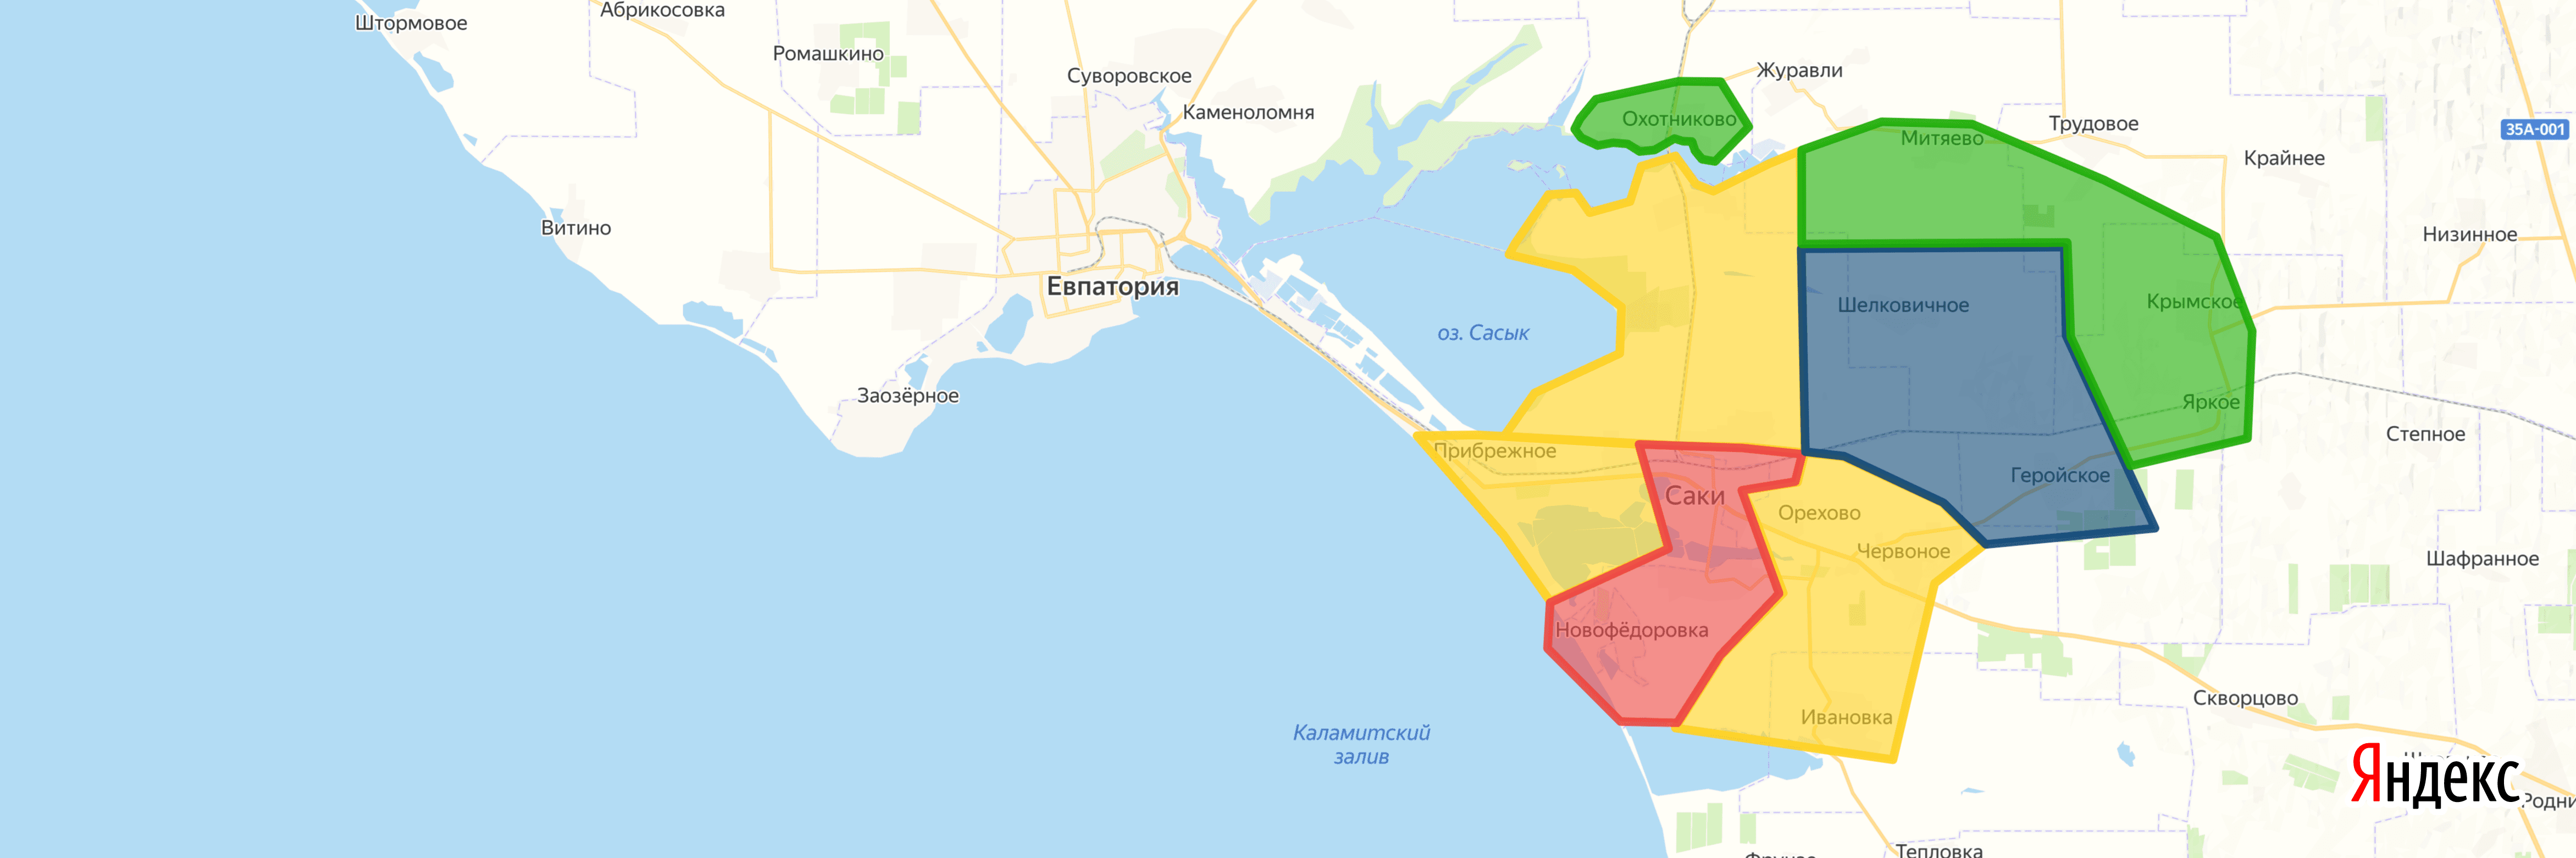 Штормовое
Абрикосовка
Ромашкино
Суворовское
Журавли
Каменоломня
Охотниково
Митяево
Трудовое
35А-001
Крайнее
Витино
Низинное
Евпатория
Шелковичное
Крымское
оз. Сасык
Заозёрное
Яркое
Степное
Прибрежное
Геройское
Саки
Орехово
Червоное
Шафранное
Новофёдоровка
Скворцово
Ивановка
Каламитский
залив
Яндекс
Тепловка